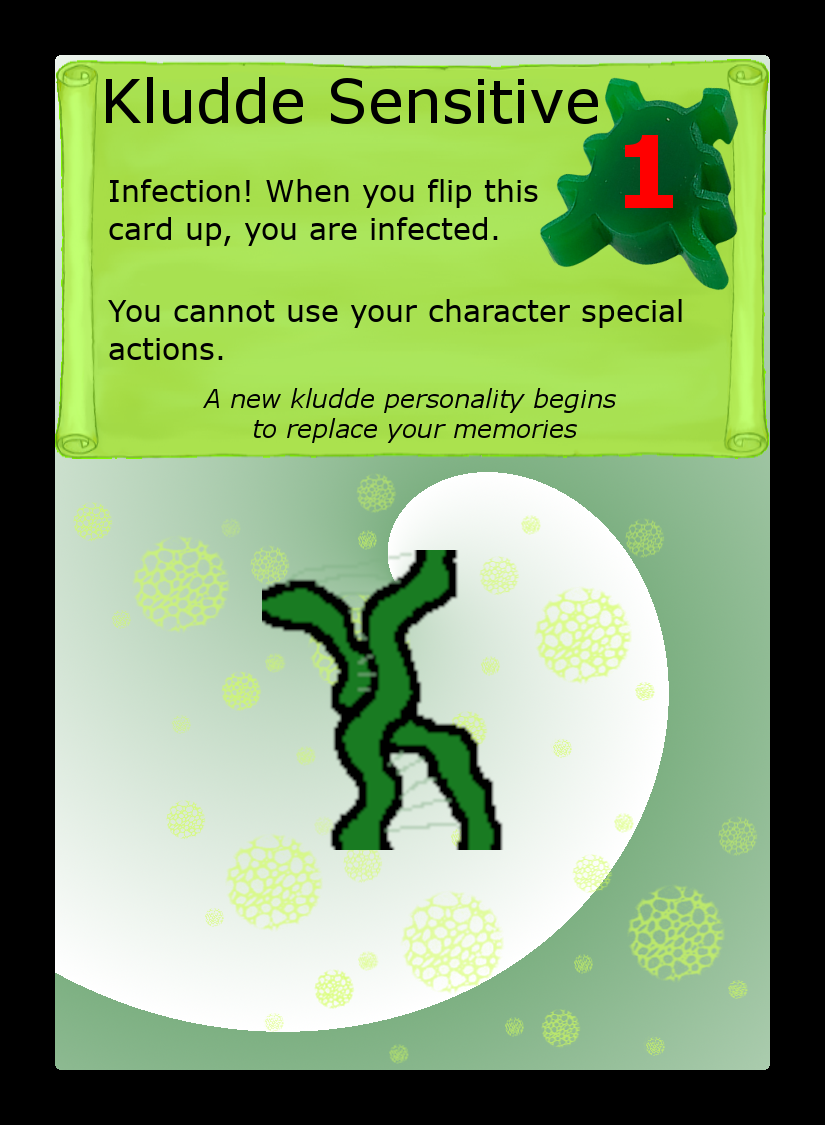 Kludde Sensitive
1
Infection! When you flip this
card up, you are infected.
You cannot use your character special
actions.
A new kludde personality begins
to replace your memories